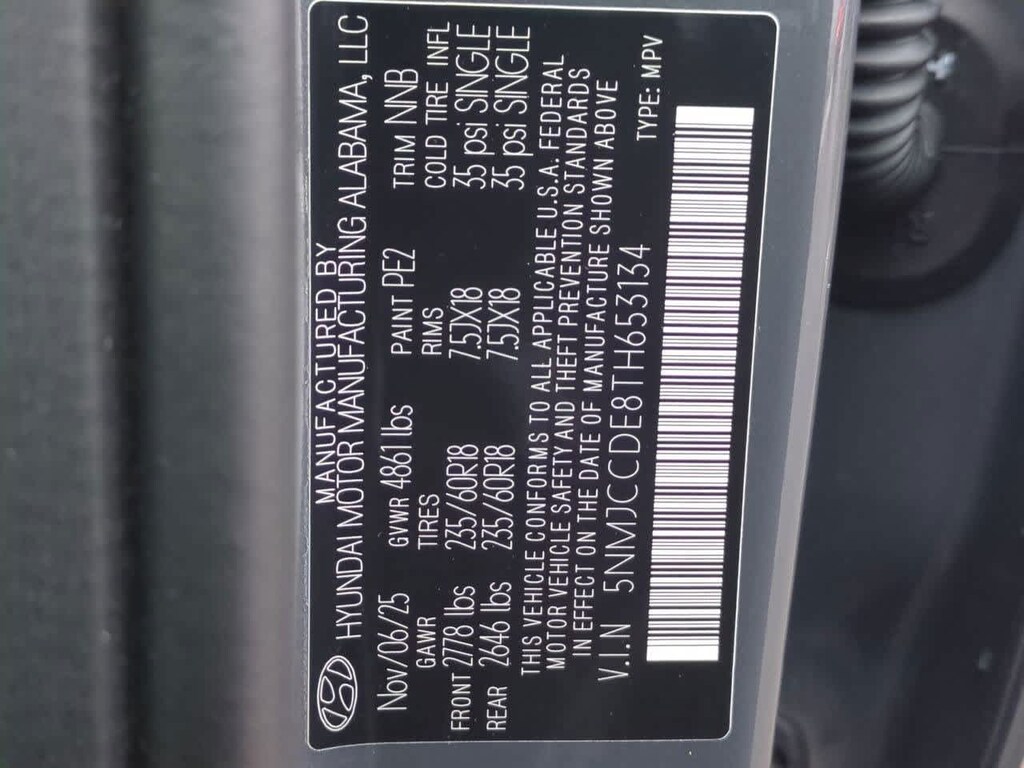 MANUFACTURED BY
HYUNDAI MOTOR MANUFACTURING ALABAMA, LLC
Nov/06/25 GVWR 4861 lbs PAINT PE2 TRIM NNB
GAWR TIRES RIMS COLD TIRE INFL
FRONT 2778 lbs 235/60R18 7.5JX18 35 psi SINGLE
REAR 2646 lbs 235/60R18 7.5JX18 35 psi SINGLE
THIS VEHICLE CONFORMS TO ALL APPLICABLE U.S.A. FEDERAL
MOTOR VEHICLE SAFETY AND THEFT PREVENTION STANDARDS
IN EFFECT ON THE DATE OF MANUFACTURE SHOWN ABOVE
V.I.N 5NMJCCDE8TH653134 TYPE: MPV